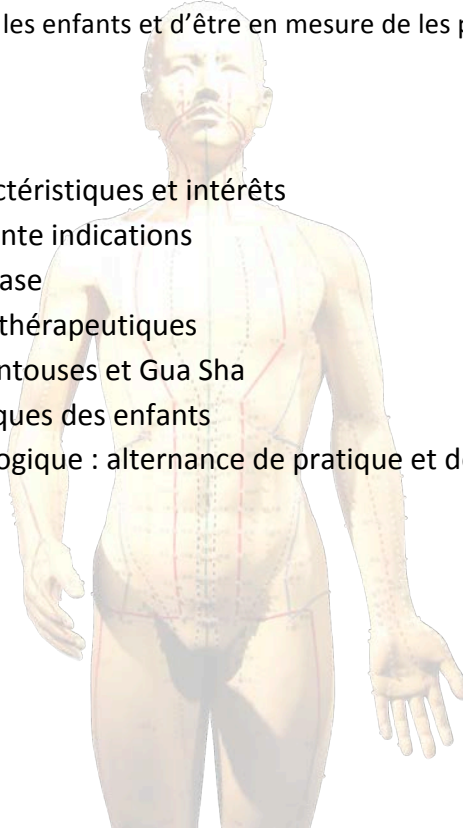 les enfants et d’être en mesure de les p
ctéristiques et intérêts
nte indications
ase
thérapeutiques
ntouses et Gua Sha
ques des enfants
ogique : alternance de pratique et de